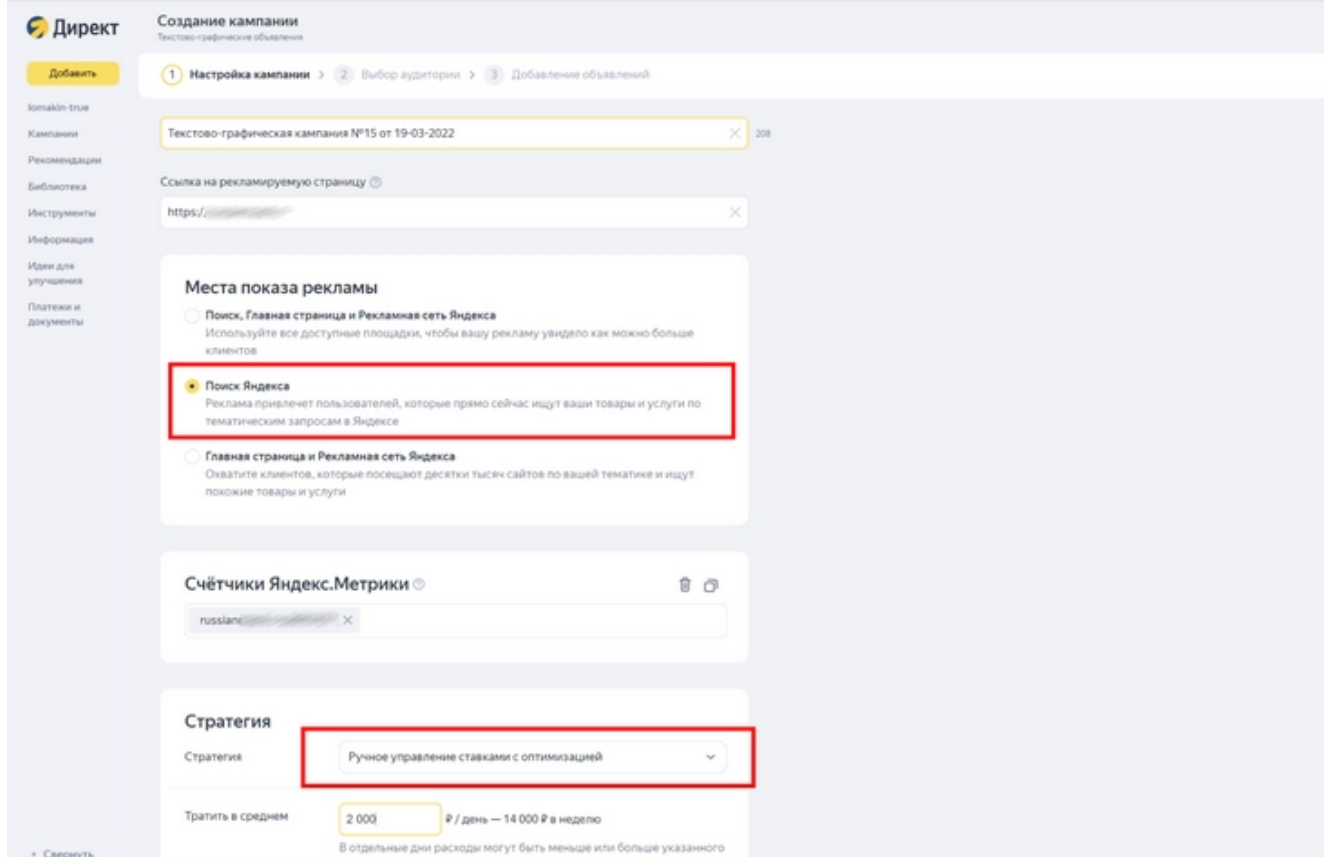 Директ
Создание кампании
Текстово-графические объявления
Добавить
1 Настройка кампании > 2 Выбор аудитории > 3 Добавление объявлений
lomakin-true
Кампании
Рекомендации
Библиотека
Инструменты
Информация
Идеи для
улучшения
Платежи и
документы
Текстово-графическая кампания №15 от 19-03-2022
208
Ссылка на рекламируемую страницу
https:/
Места показа рекламы
Поиск, Главная страница и Рекламная сеть Яндекса
Используйте все доступные площадки, чтобы вашу рекламу увидело как можно больше
клиентов
Поиск Яндекса
Реклама привлечет пользователей, которые прямо сейчас ищут ваши товары и услуги по
тематическим запросам в Яндексе
Главная страница и Рекламная сеть Яндекса
Охватите клиентов, которые посещают десятки тысяч сайтов по вашей тематике и ищут
похожие товары и услуги
Счётчики Яндекс.Метрики
russian
Стратегия
Стратегия
Ручное управление ставками с оптимизацией
Тратить в среднем
2 000
₽ / день — 14 000 ₽ в неделю
В отдельные дни расходы могут быть меньше или больше указанного
Свернуть